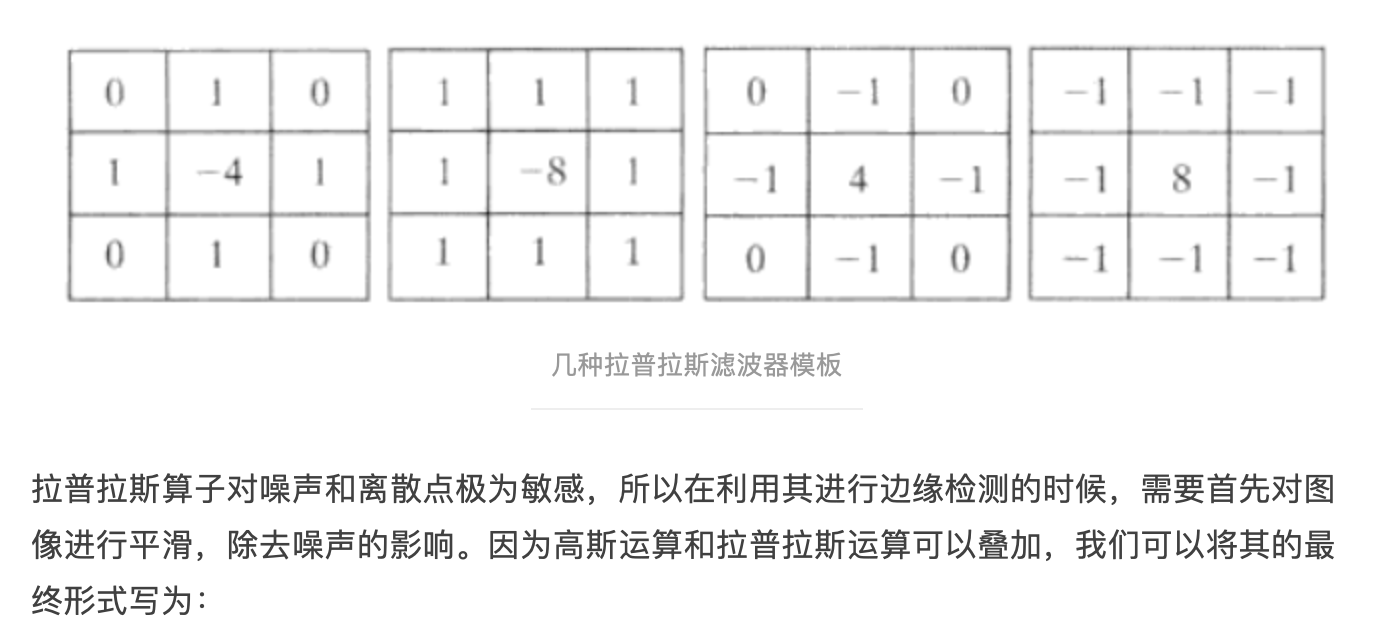 0 1 0 1 1 1 0 −1 0 −1 −1 −1
1 −4 1 1 −8 1 −1 4 −1 −1 8 −1
0 1 0 1 1 1 0 −1 0 −1 −1 −1
几种拉普拉斯滤波器模板
拉普拉斯算子对噪声和离散点极为敏感，所以在利用其进行边缘检测的时候，需要首先对图
像进行平滑，除去噪声的影响。因为高斯运算和拉普拉斯运算可以叠加，我们可以将其的最
终形式写为：